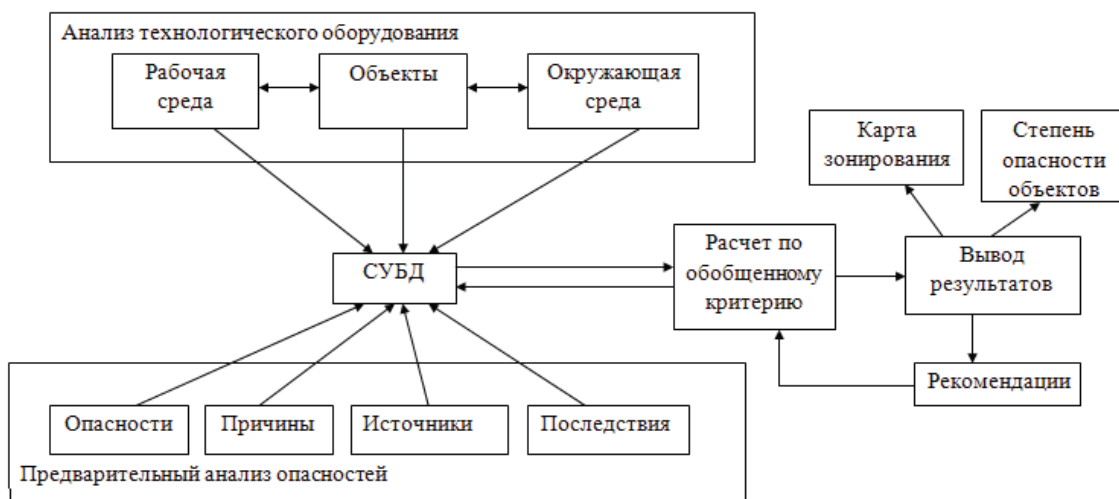 Анализ технологического оборудования
Рабочая
среда
Объекты
Окружающая
среда
Карта
зонирования
Степень
опасности
объектов
СУБД
Расчет по
обобщенному
критерию
Вывод
результатов
Рекомендации
Опасности
Причины
Источники
Последствия
Предварительный анализ опасностей